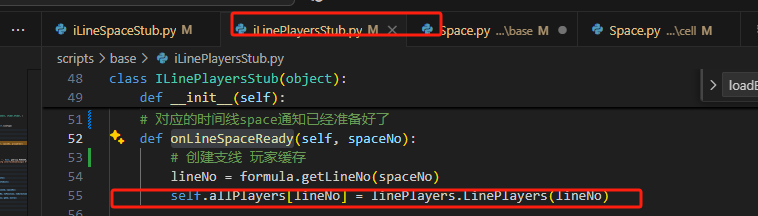 iLineSpaceStub.py M
iLinePlayersStub.py M
Space.py ...\base
Space.py ...\cell M
scripts > base > iLinePlayersStub.py
48 class ILinePlayersStub(object):
49 def __init__(self):
51 # 对应的时间线space通知已经准备好了
52 def onLineSpaceReady(self, spaceNo):
53 # 创建支线 玩家缓存
54 lineNo = formula.getLineNo(spaceNo)
55 self.allPlayers[lineNo] = linePlayers.LinePlayers(lineNo)
56
> loadE